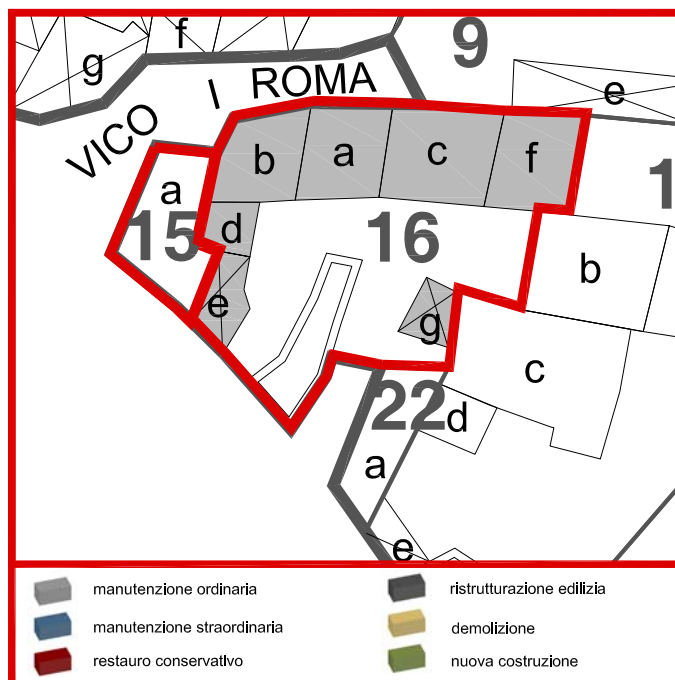 f
g
9
e
VICO I ROMA
b
a
c
f
1
a
15
d
16
b
e
g
c
22
d
a
e
manutenzione ordinaria
ristrutturazione edilizia
manutenzione straordinaria
demolizione
restauro conservativo
nuova costruzione